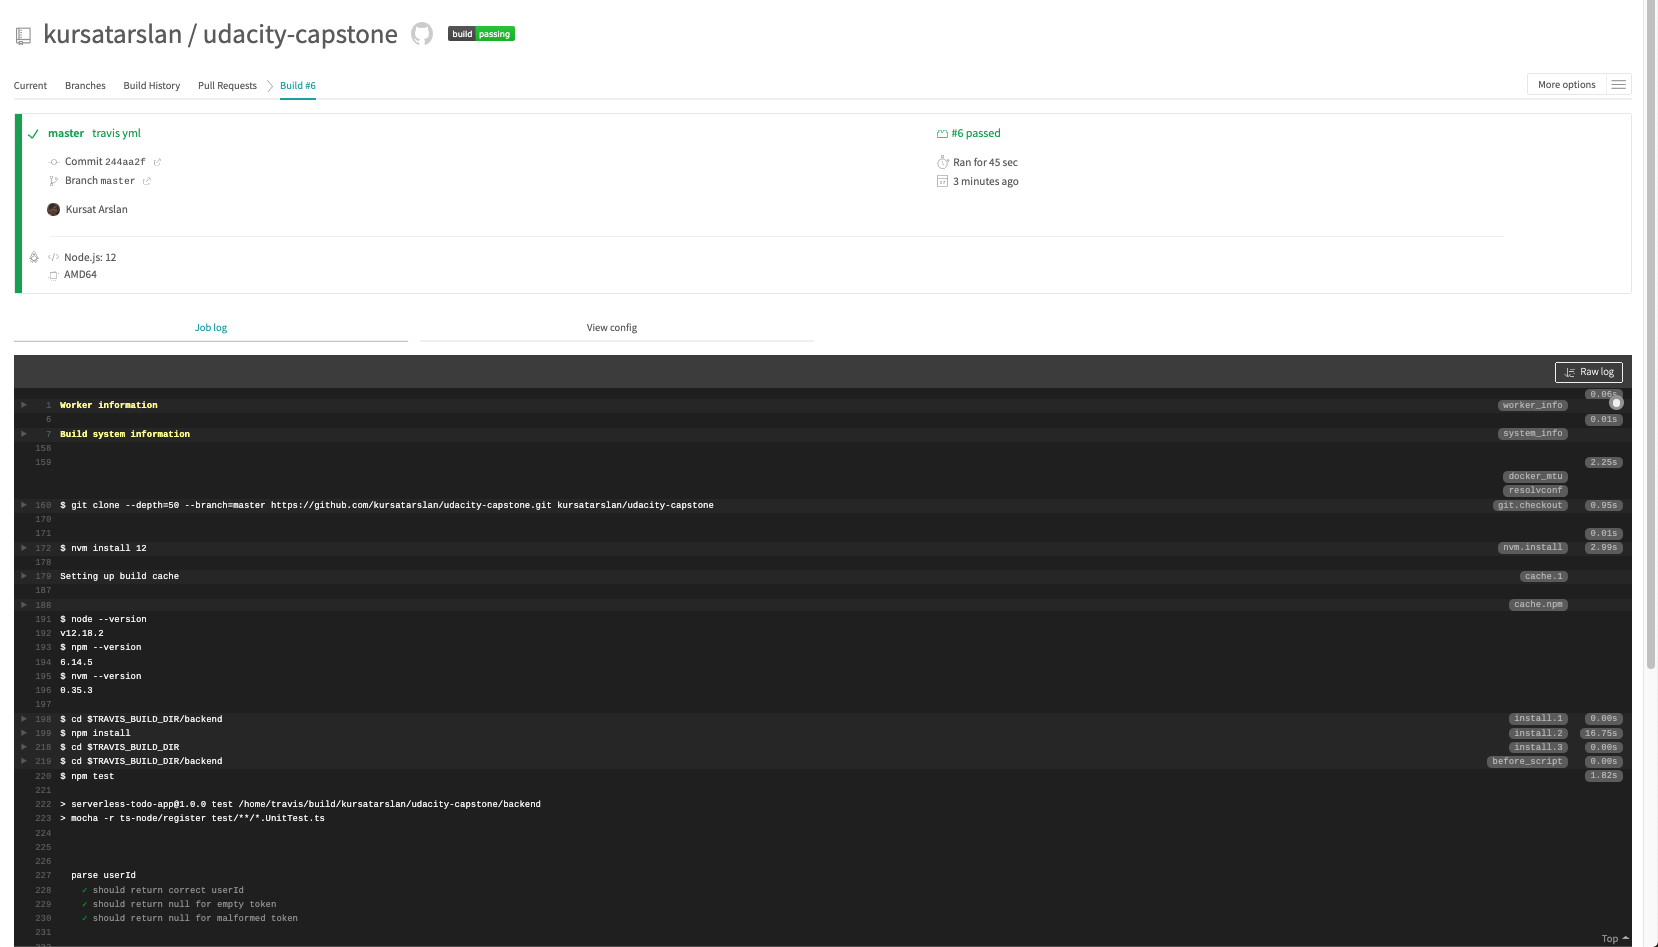 kursatarslan / udacity-capstone build passing
Current Branches Build History Pull Requests Build #6 More options
master travis yml #6 passed
Commit 244aa2f Ran for 45 sec
Branch master 3 minutes ago
Kursat Arslan
</> Node.js: 12
AMD64
Job log View config
Raw log
0.06s
1 Worker information worker_info
6 0.01s
7 Build system information system_info
158
159 2.25s
docker_mtu
resolvconf
160 $ git clone --depth=50 --branch=master https://github.com/kursatarslan/udacity-capstone.git kursatarslan/udacity-capstone git.checkout 0.95s
170
171 0.01s
172 $ nvm install 12 nvm.install 2.99s
178
179 Setting up build cache cache.1
187
188 cache.npm
191 $ node --version
192 v12.18.2
193 $ npm --version
194 6.14.5
195 $ nvm --version
196 0.35.3
197
198 $ cd $TRAVIS_BUILD_DIR/backend install.1 0.00s
199 $ npm install install.2 16.75s
218 $ cd $TRAVIS_BUILD_DIR install.3 0.00s
219 $ cd $TRAVIS_BUILD_DIR/backend before_script 0.00s
220 $ npm test 1.82s
221
222 > serverless-todo-app@1.0.0 test /home/travis/build/kursatarslan/udacity-capstone/backend
223 > mocha -r ts-node/register test/**/*.UnitTest.ts
224
225
226
227 parse userId
228 ✓ should return correct userId
229 ✓ should return null for empty token
230 ✓ should return null for malformed token
231
Top